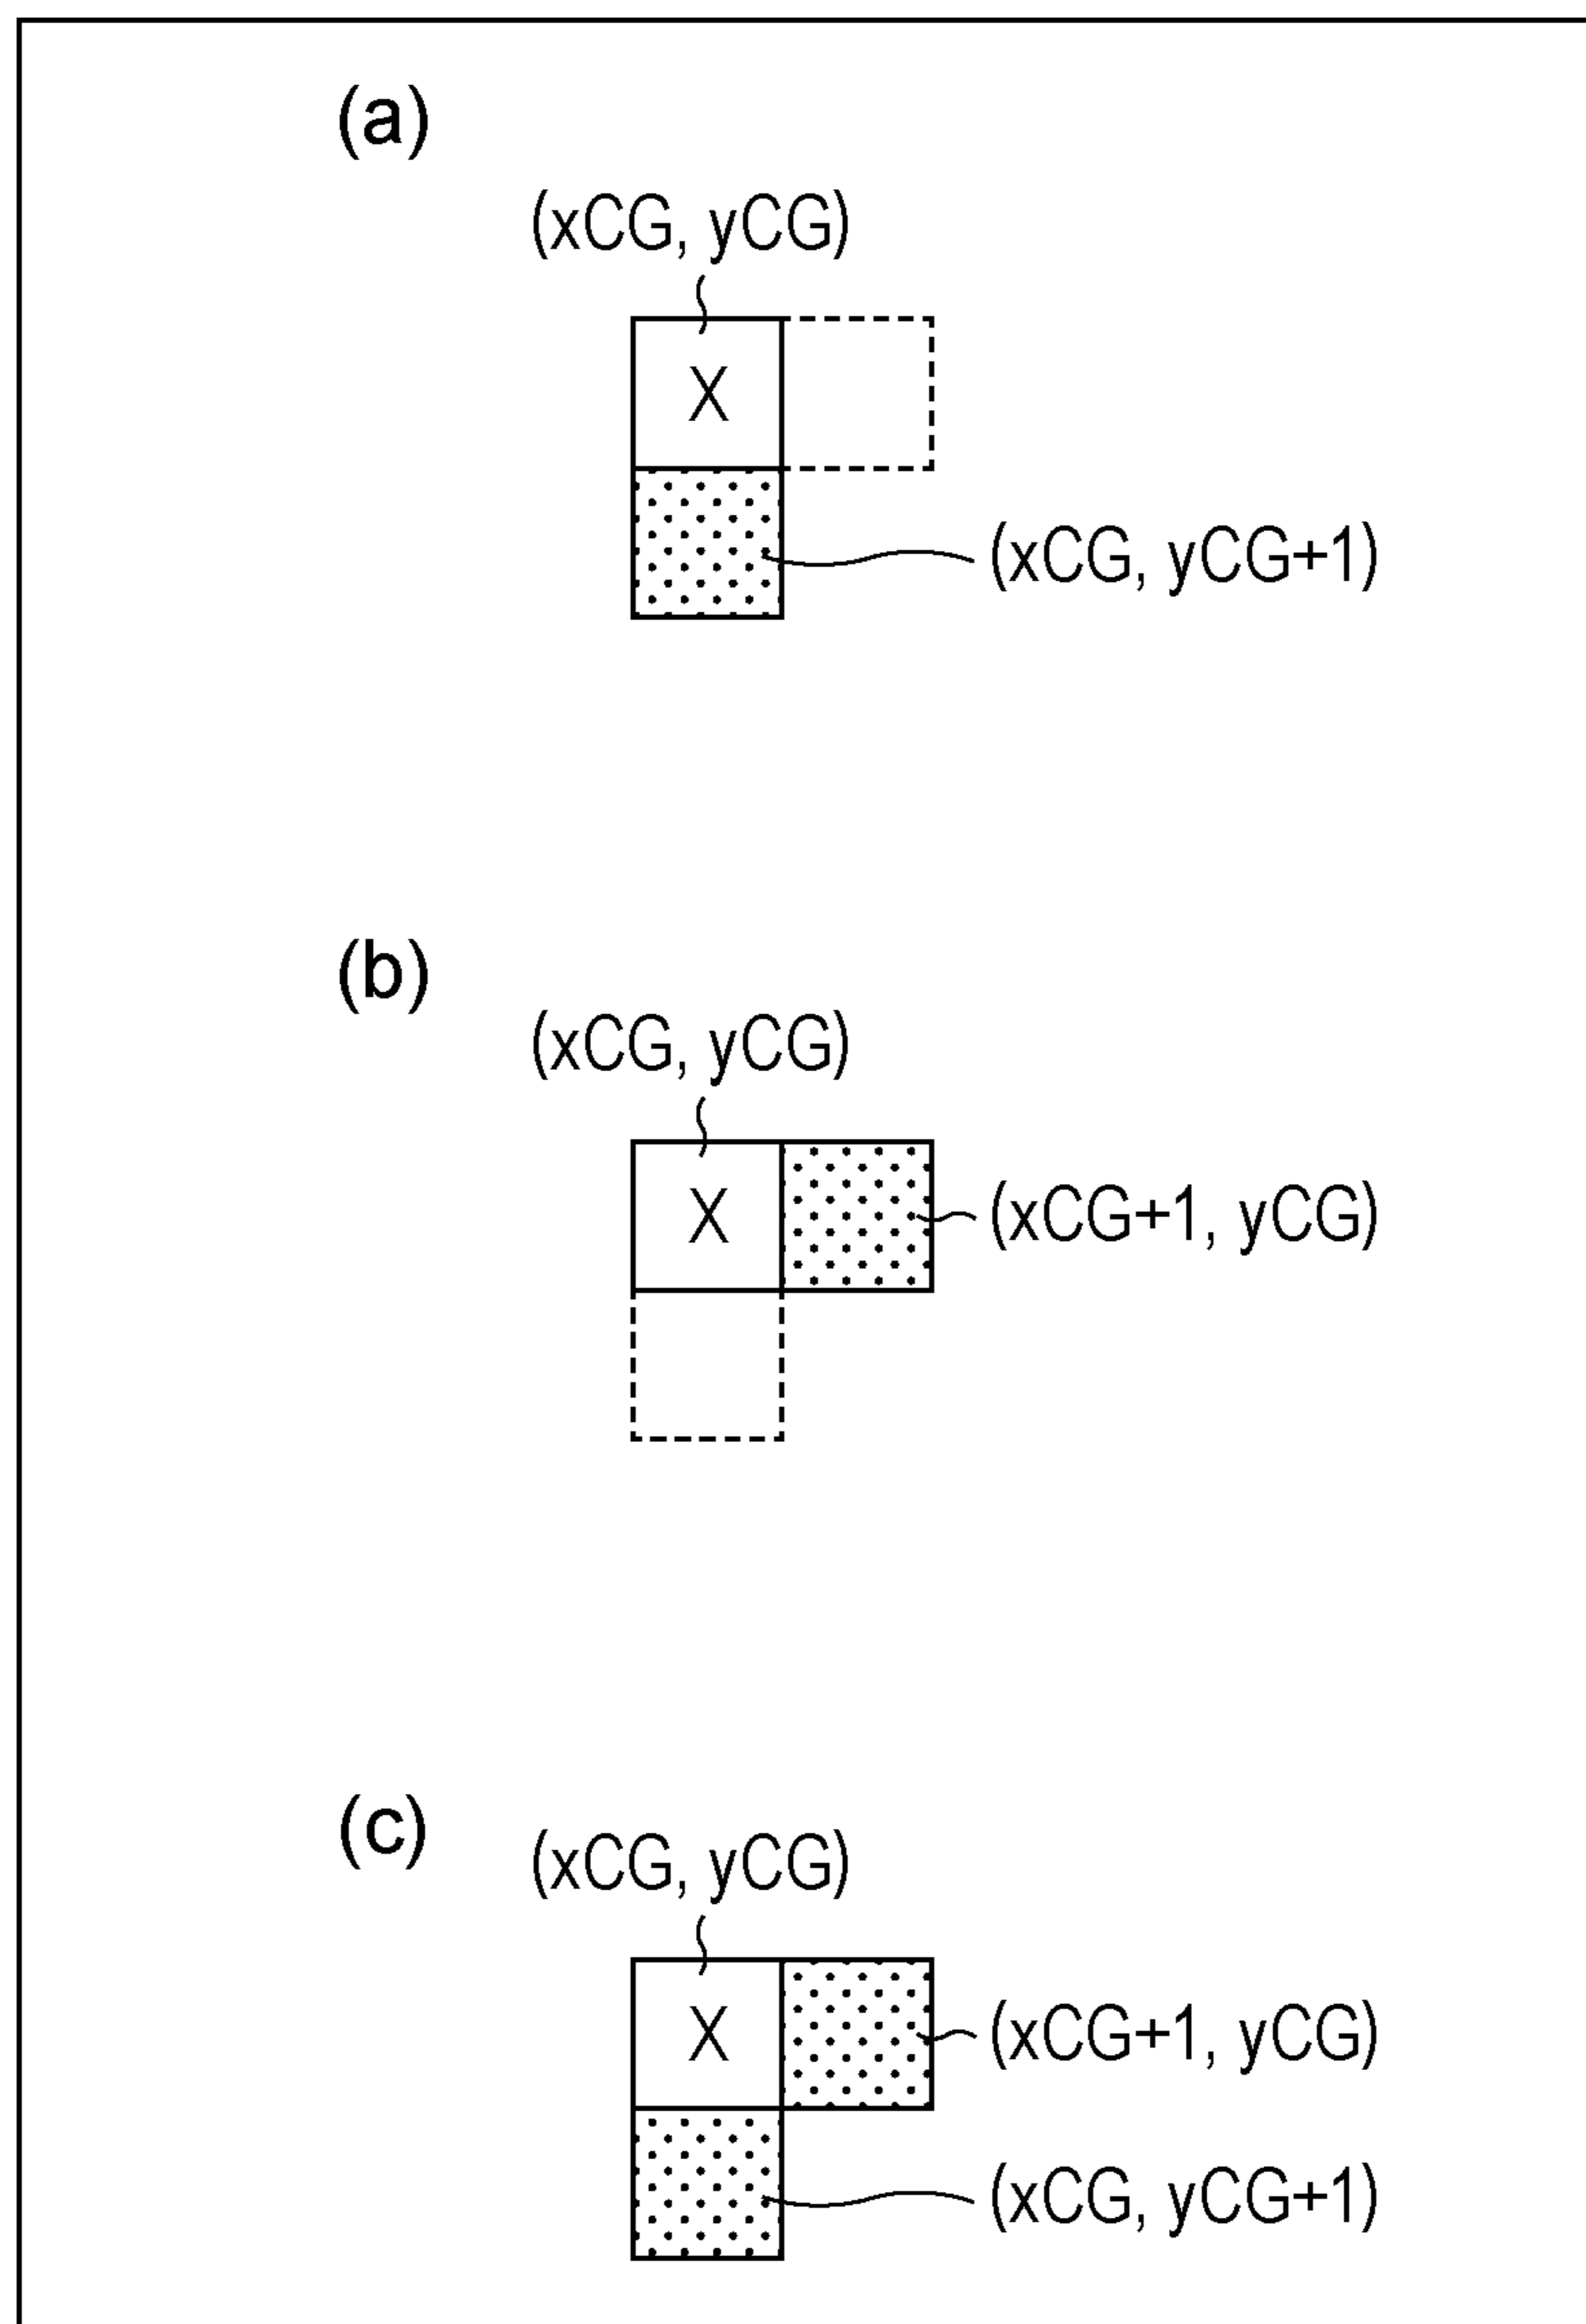 (a)
(xCG, yCG)
X
(xCG, yCG+1)
(b)
(xCG, yCG)
X
(xCG+1, yCG)
(c)
(xCG, yCG)
X
(xCG+1, yCG)
(xCG, yCG+1)